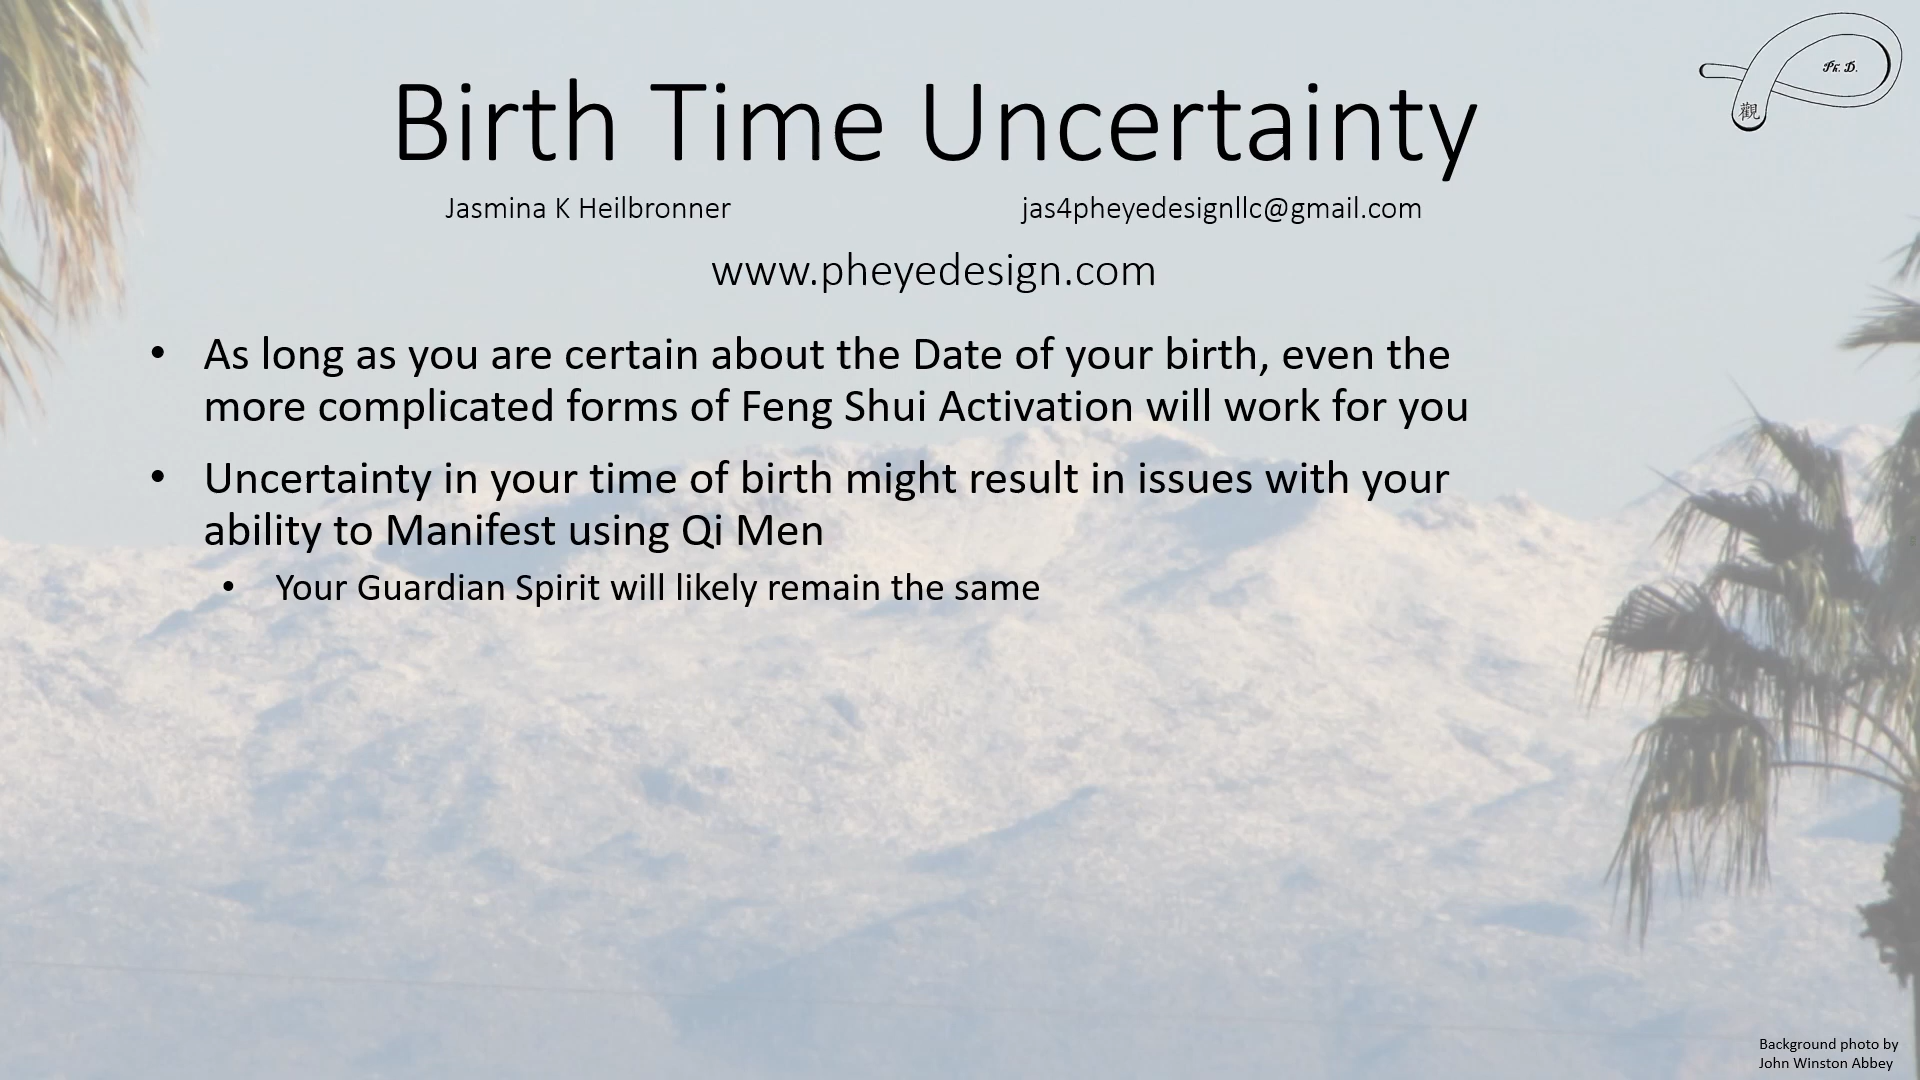 Ph. D.
觀
Birth Time Uncertainty
Jasmina K Heilbronner jas4pheyedesignllc@gmail.com
www.pheyedesign.com
• As long as you are certain about the Date of your birth, even the
more complicated forms of Feng Shui Activation will work for you
• Uncertainty in your time of birth might result in issues with your
ability to Manifest using Qi Men
• Your Guardian Spirit will likely remain the same
Background photo by
John Winston Abbey